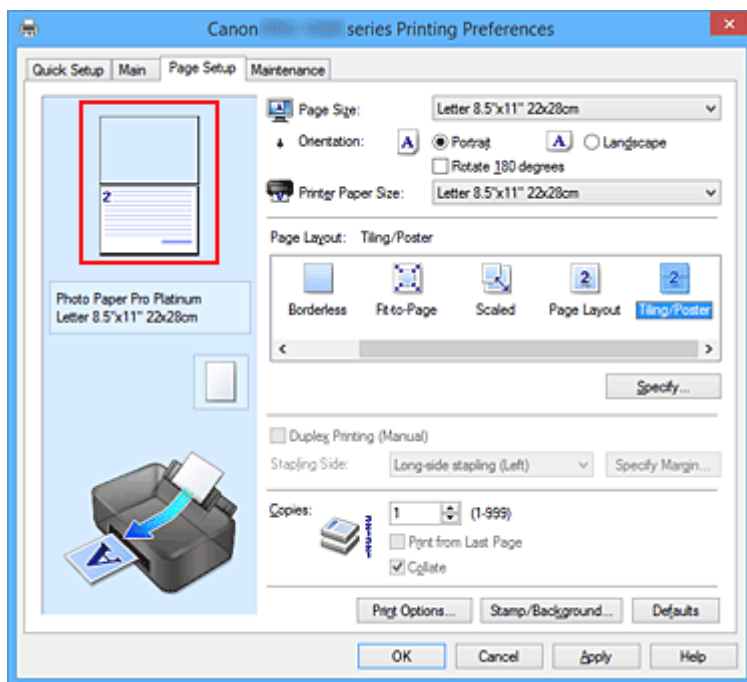 Canon series Printing Preferences
Quick Setup Main Page Setup Maintenance
Page Size: Letter 8.5"x11" 22x28cm
Orientation: A Portrait A Landscape
Rotate 180 degrees
Printer Paper Size: Letter 8.5"x11" 22x28cm
2
Page Layout: Tiling/Poster
2 2
Borderless Fit-to-Page Scaled Page Layout Tiling/Poster
Photo Paper Pro Platinum
Letter 8.5"x11" 22x28cm
Specify...
Duplex Printing (Manual)
Stapling Side: Long-side stapling (Left) Specify Margin...
Copies: 1 (1-999)
Print from Last Page
Collate
A
Print Options... Stamp/Background... Defaults
OK Cancel Apply Help